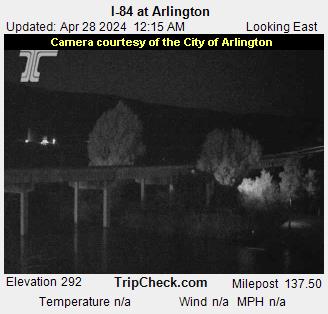 I-84 at Arlington
Updated: Apr 28 2024 12:15 AM Looking East
Camera courtesy of the City of Arlington
Elevation 292 TripCheck.com Milepost 137.50
Temperature n/a Wind n/a MPH n/a